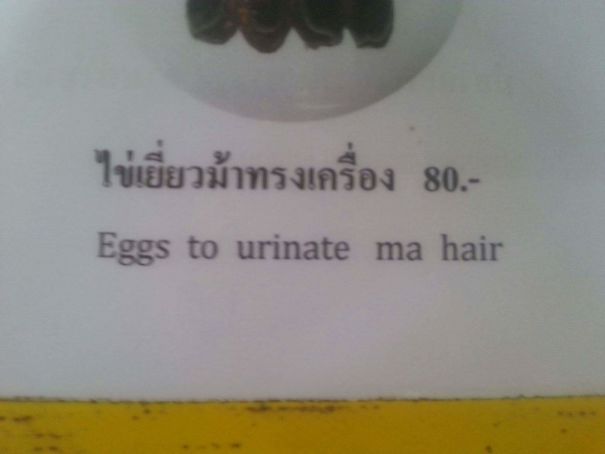 ไข่เยี่ยวม้าทรงเครื่อง 80.-
Eggs to urinate ma hair